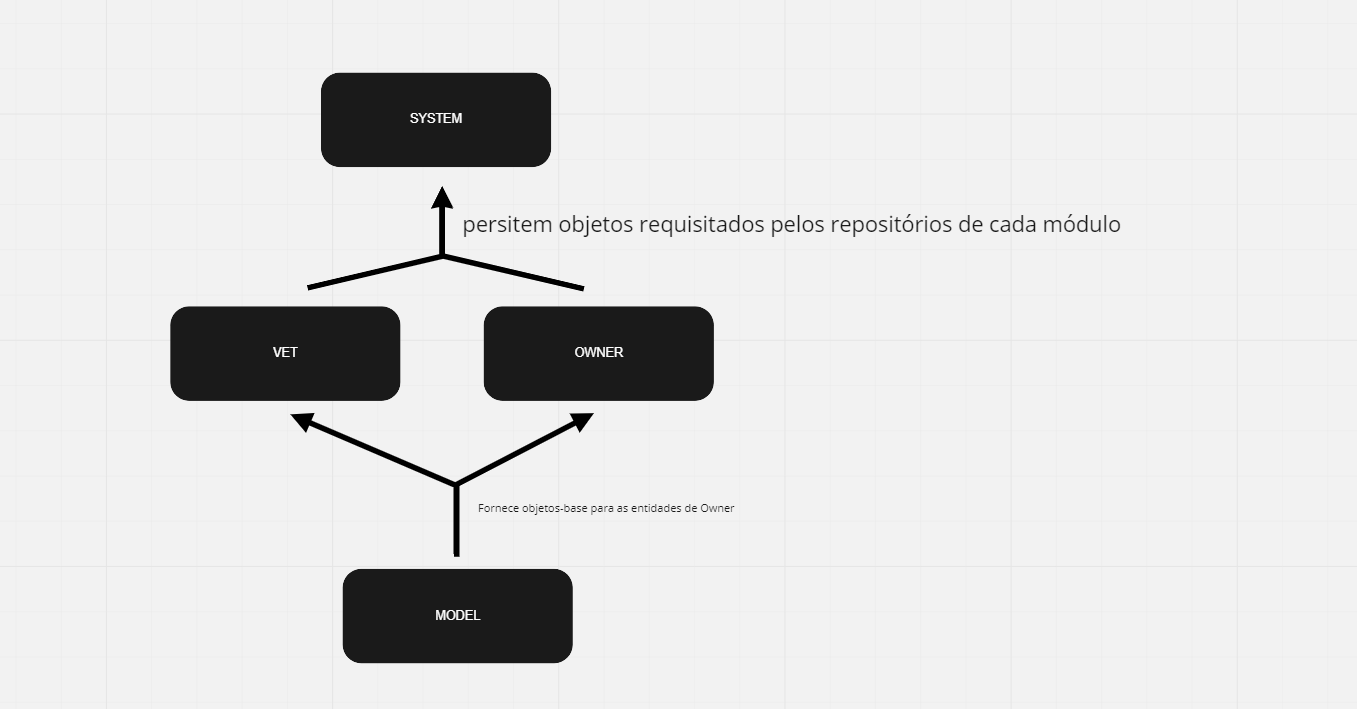 SYSTEM
persitem objetos requisitados pelos repositórios de cada módulo
VET
OWNER
Fornece objetos-base para as entidades de Owner
MODEL